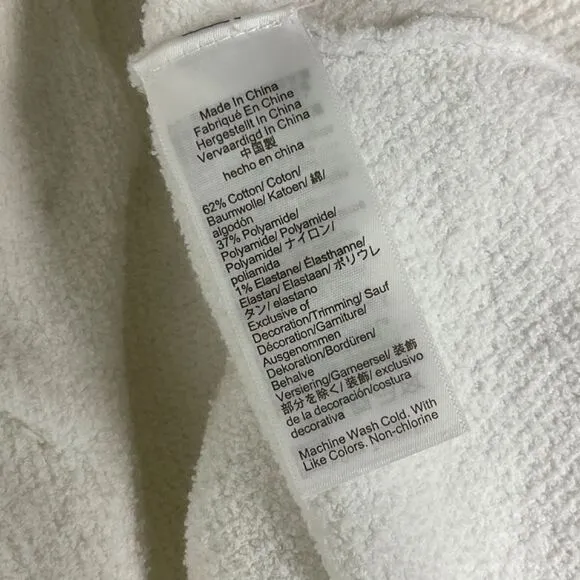 Made In China
Fabriqué En Chine
Hergestellt In China
Vervaardigd In China
中国製
hecho en china
62% Cotton/ Coton/
Baumwolle/ Katoen/ 綿/
algodón
37% Polyamide/
Polyamide/ Polyamide/
Polyamide/ ナイロン/
poliamida
1% Elastane/ Élasthanne/
Elastan/ Elastaan/ ポリウレ
タン/ elastano
Exclusive of
Decoration/Trimming/ Sauf
Décoration/Garniture/
Ausgenommen
Dekoration/Bordüren/
Behalve
Versiering/Garneersel/ 装飾
部分を除く/ 装飾/ exclusivo
de la decoración/costura
decorativa
Machine Wash Cold. With
Like Colors. Non-chlorine